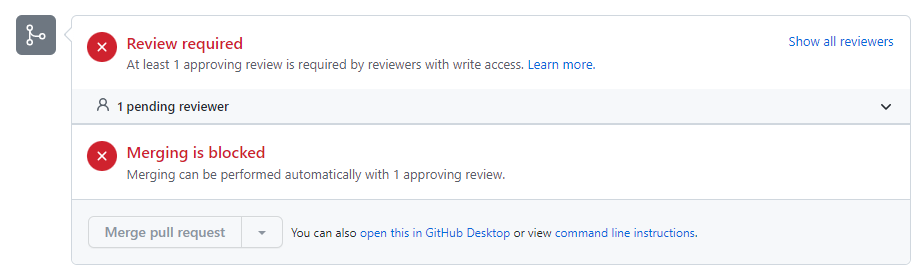 Review required
Show all reviewers
At least 1 approving review is required by reviewers with write access. Learn more.
1 pending reviewer
Merging is blocked
Merging can be performed automatically with 1 approving review.
Merge pull request
You can also open this in GitHub Desktop or view command line instructions.